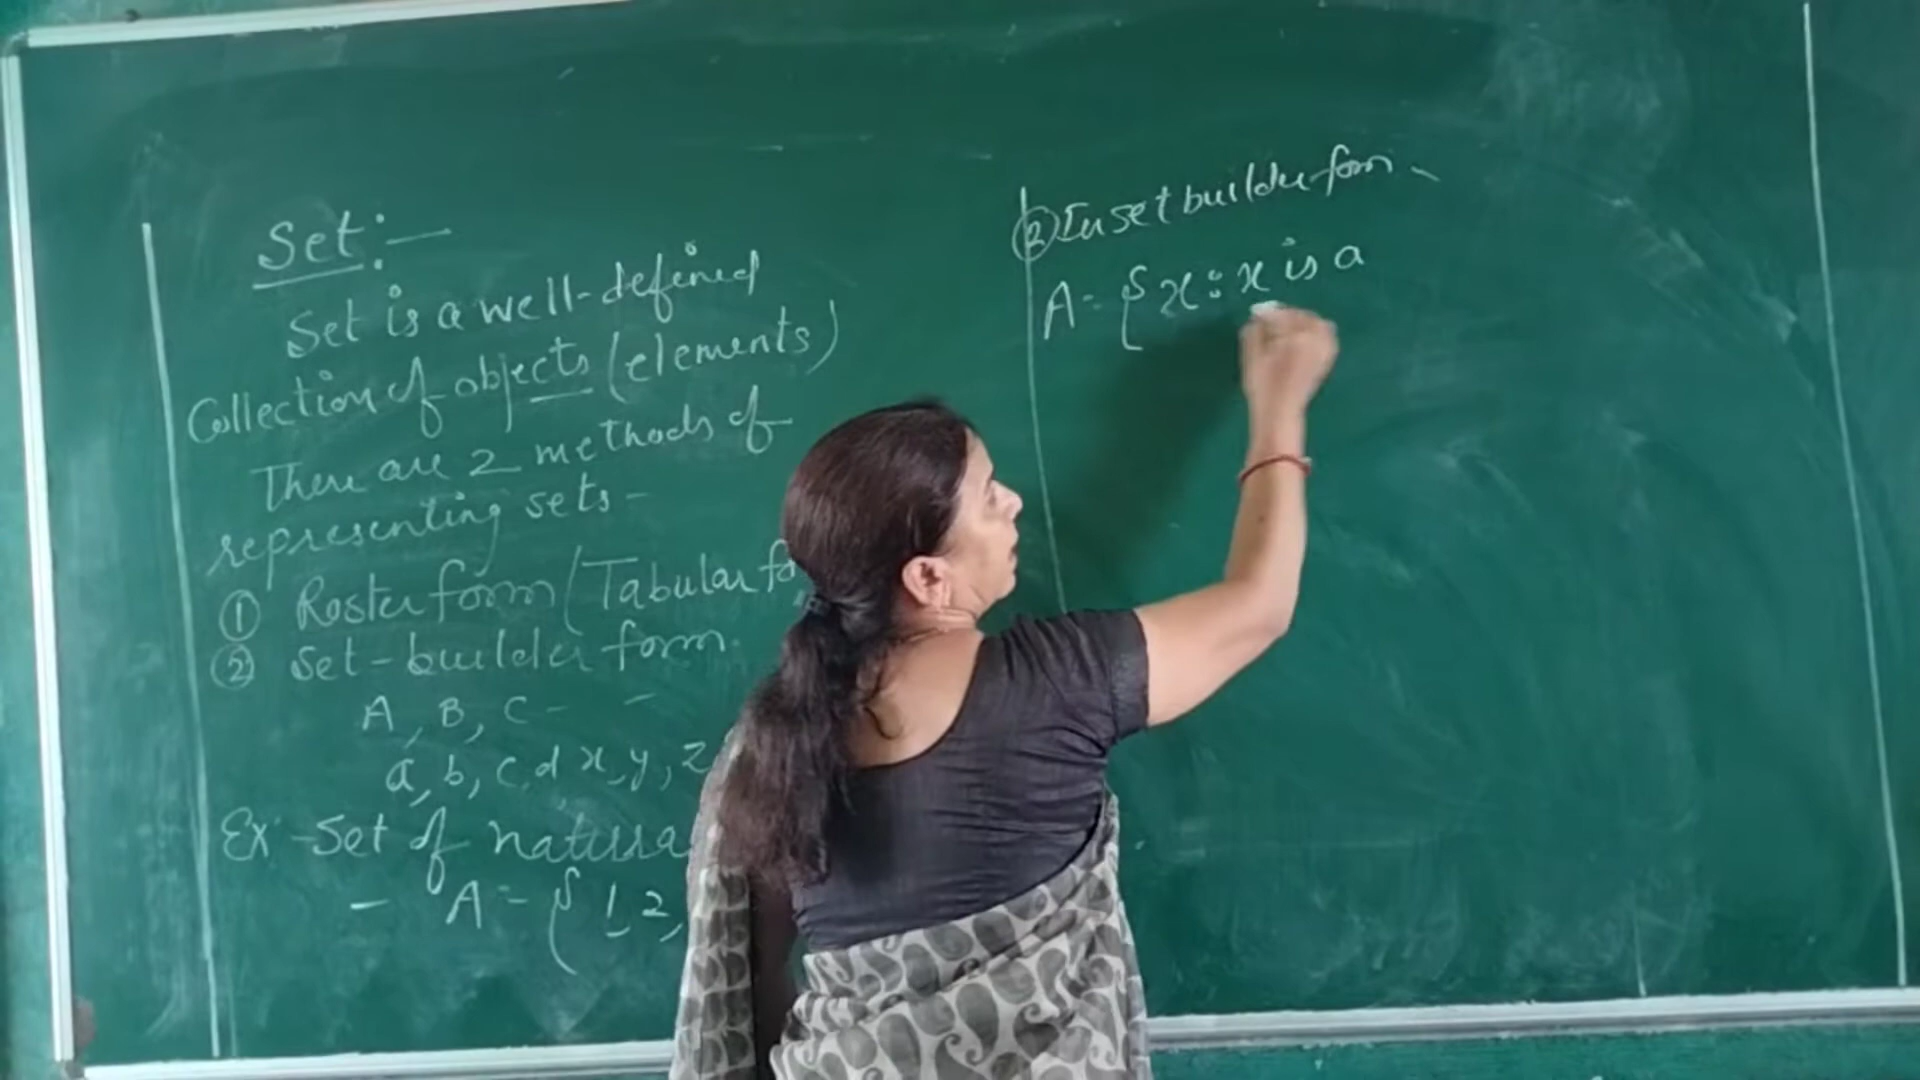 Set:-
Set is a well-defined
Collection of objects (elements)
There are 2 methods of
representing sets-
① Roster form (Tabular fo
② Set-builder form.
A, B, C - -
a, b, c, d, x, y, z
Ex - Set of natura
- A = { 1, 2,
② In set builder form -
A = { x : x is a